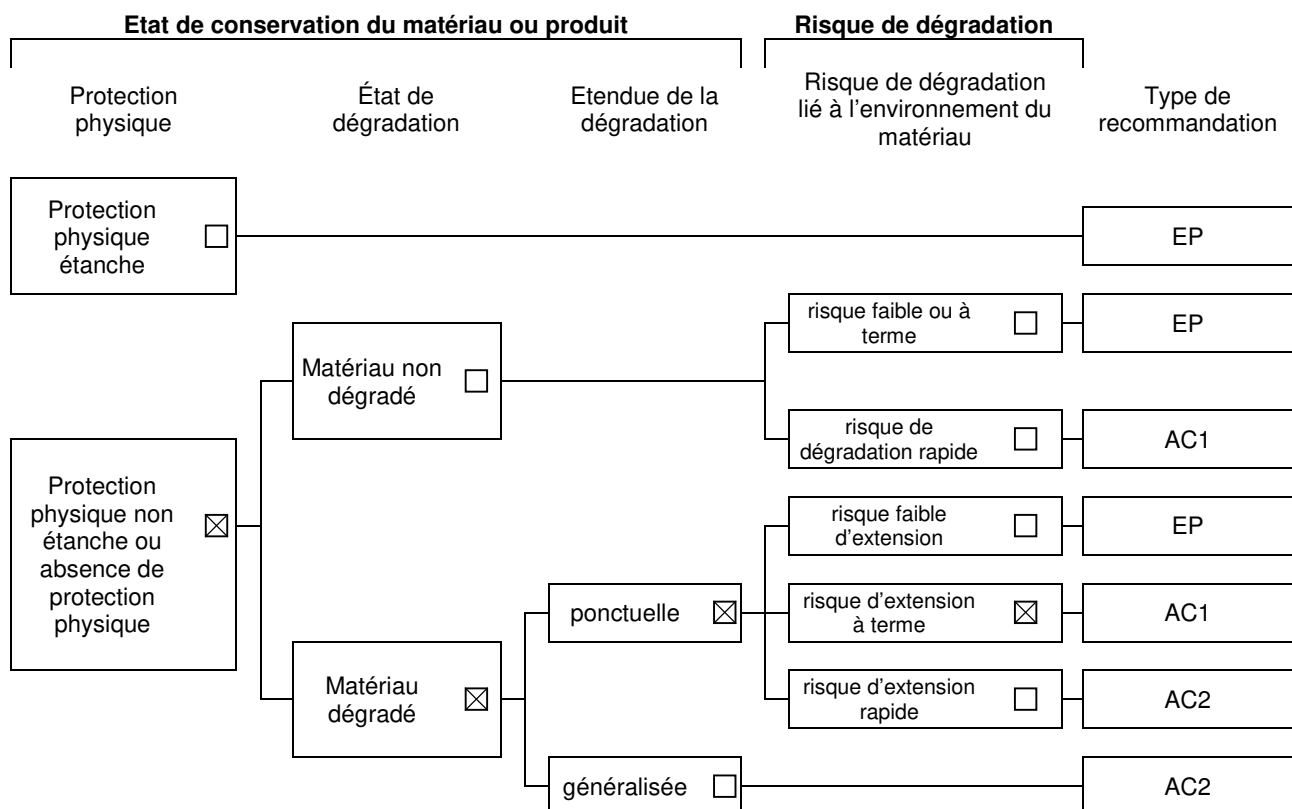 Etat de conservation du matériau ou produit
Risque de dégradation
Protection
physique
État de
dégradation
Etendue de la
dégradation
Risque de dégradation
lié à l'environnement du
matériau
Type de
recommandation
Protection
physique
étanche
EP
risque faible ou à
terme
EP
Matériau non
dégradé
risque de
dégradation rapide
AC1
Protection
physique non
étanche ou
absence de
protection
physique
risque faible
d'extension
EP
ponctuelle
risque d'extension
à terme
AC1
Matériau
dégradé
risque d'extension
rapide
AC2
généralisée
AC2